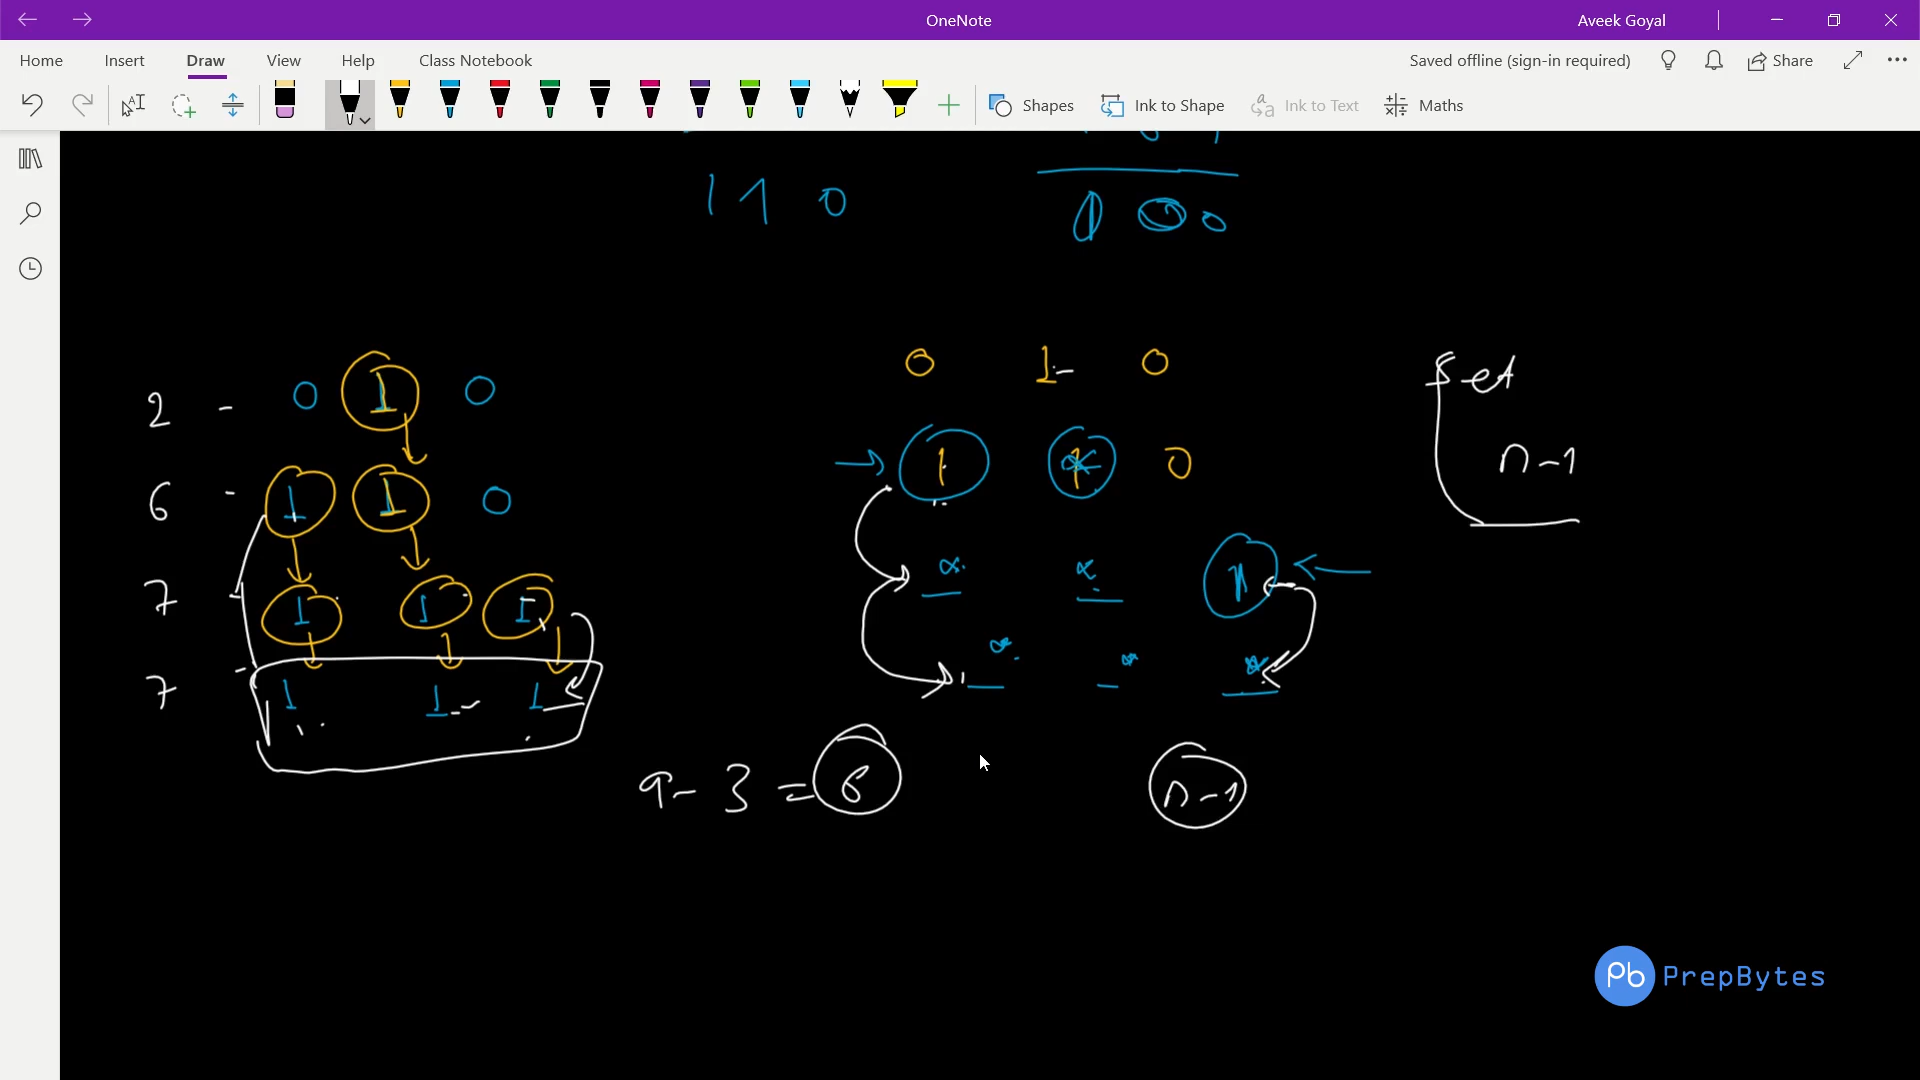 OneNote
Aveek Goyal
Home Insert Draw View Help Class Notebook
Saved offline (sign-in required) Share
Shapes Ink to Shape Ink to Text Maths
1 1 0
0 0 0
2 - 0 1 0
0 1 0
set
6 - 1 1 0
1 1 0
n-1
7 - 1 1 1
1
7 - 1 1 1
9 - 3 = 6
n-1
Pb PrepBytes